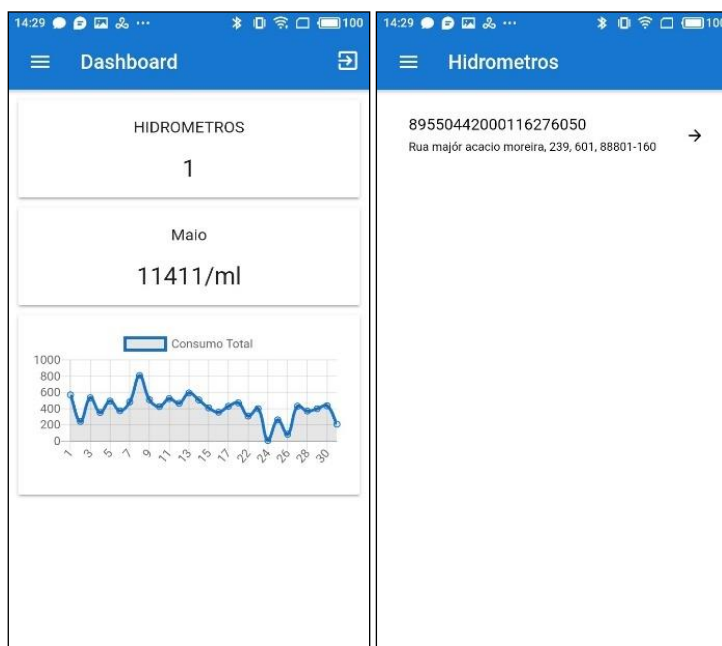 14:29
100
Dashboard
HIDROMETROS
1
Maio
11411/ml
Consumo Total
1000
800
600
400
200
0
1 3 5 7 9 11 13 15 17 22 24 26 28 30
14:29
100
Hidrometros
89550442000116276050
Rua majór acacio moreira, 239, 601, 88801-160